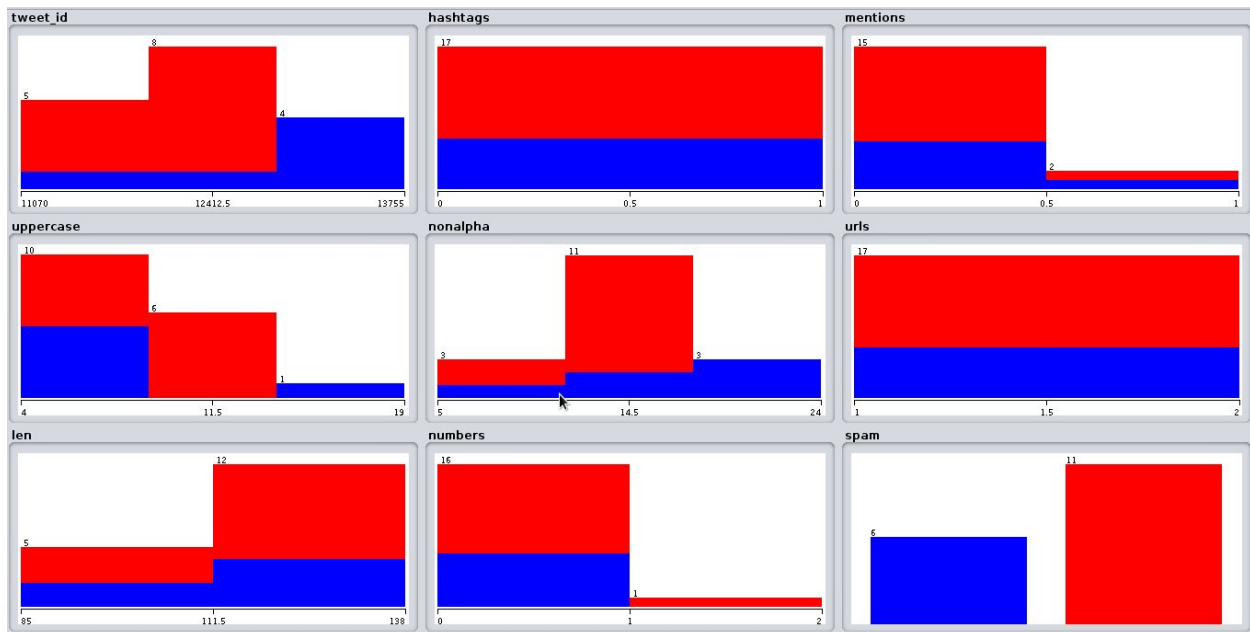 tweet_id
5
8
4
11070 12412.5 13755
hashtags
17
0 0.5 1
mentions
15
2
0 0.5 1
uppercase
10
6
1
4 11.5 19
nonalpha
3
11
3
5 14.5 24
urls
17
1 1.5 2
len
5
12
85 111.5 138
numbers
16
1
0 1 2
spam
6
11